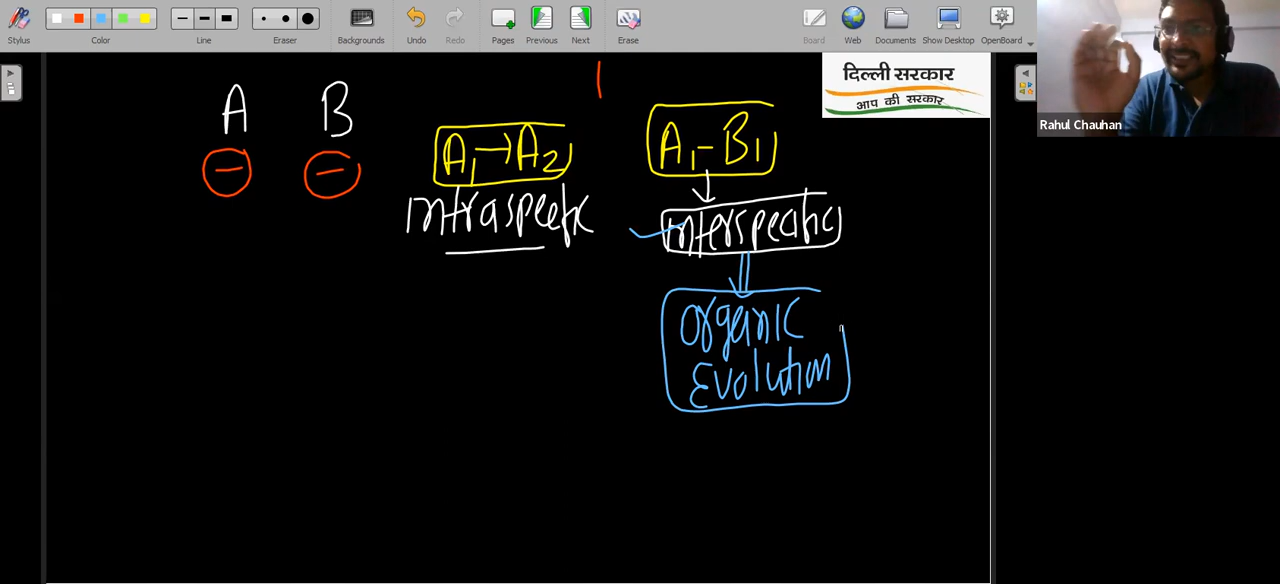 Stylus
Color
Line
Eraser
Backgrounds
Undo
Redo
Pages
Previous
Next
Erase
Board
Web
Documents
Show Desktop
OpenBoard
दिल्ली सरकार
आप की सरकार
Rahul Chauhan
A B
A₁→A₂
A₁-B₁
intraspecific
interspecific
organic
Evolution